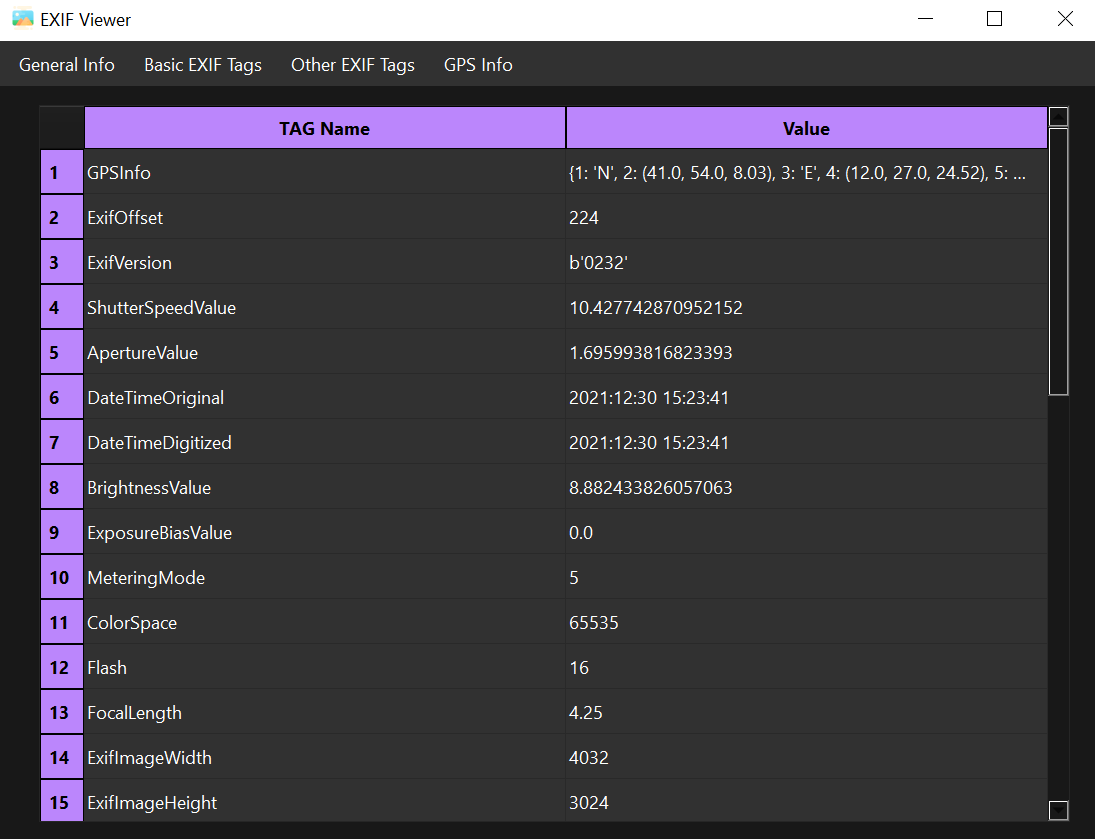 EXIF Viewer
General Info Basic EXIF Tags Other EXIF Tags GPS Info
TAG Name Value
1 GPSInfo {1: 'N', 2: (41.0, 54.0, 8.03), 3: 'E', 4: (12.0, 27.0, 24.52), 5: ...
2 ExifOffset 224
3 ExifVersion b'0232'
4 ShutterSpeedValue 10.427742870952152
5 ApertureValue 1.695993816823393
6 DateTimeOriginal 2021:12:30 15:23:41
7 DateTimeDigitized 2021:12:30 15:23:41
8 BrightnessValue 8.882433826057063
9 ExposureBiasValue 0.0
10 MeteringMode 5
11 ColorSpace 65535
12 Flash 16
13 FocalLength 4.25
14 ExifImageWidth 4032
15 ExifImageHeight 3024